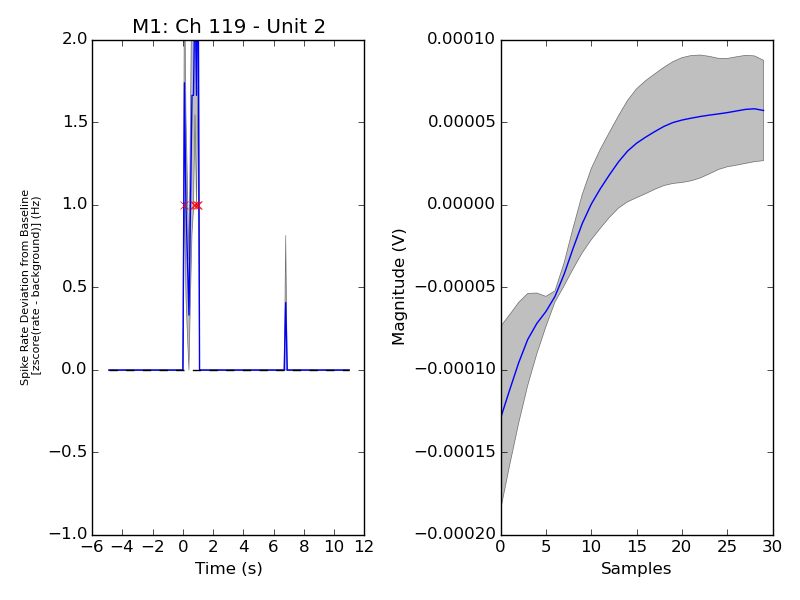 M1: Ch 119 - Unit 2
2.0
1.5
1.0
0.5
0.0
−0.5
−1.0
Spike Rate Deviation from Baseline
[zscore(rate - background)] (Hz)
−6 −4 −2 0 2 4 6 8 10 12
Time (s)
0.00010
0.00005
0.00000
−0.00005
−0.00010
−0.00015
−0.00020
Magnitude (V)
0 5 10 15 20 25 30
Samples